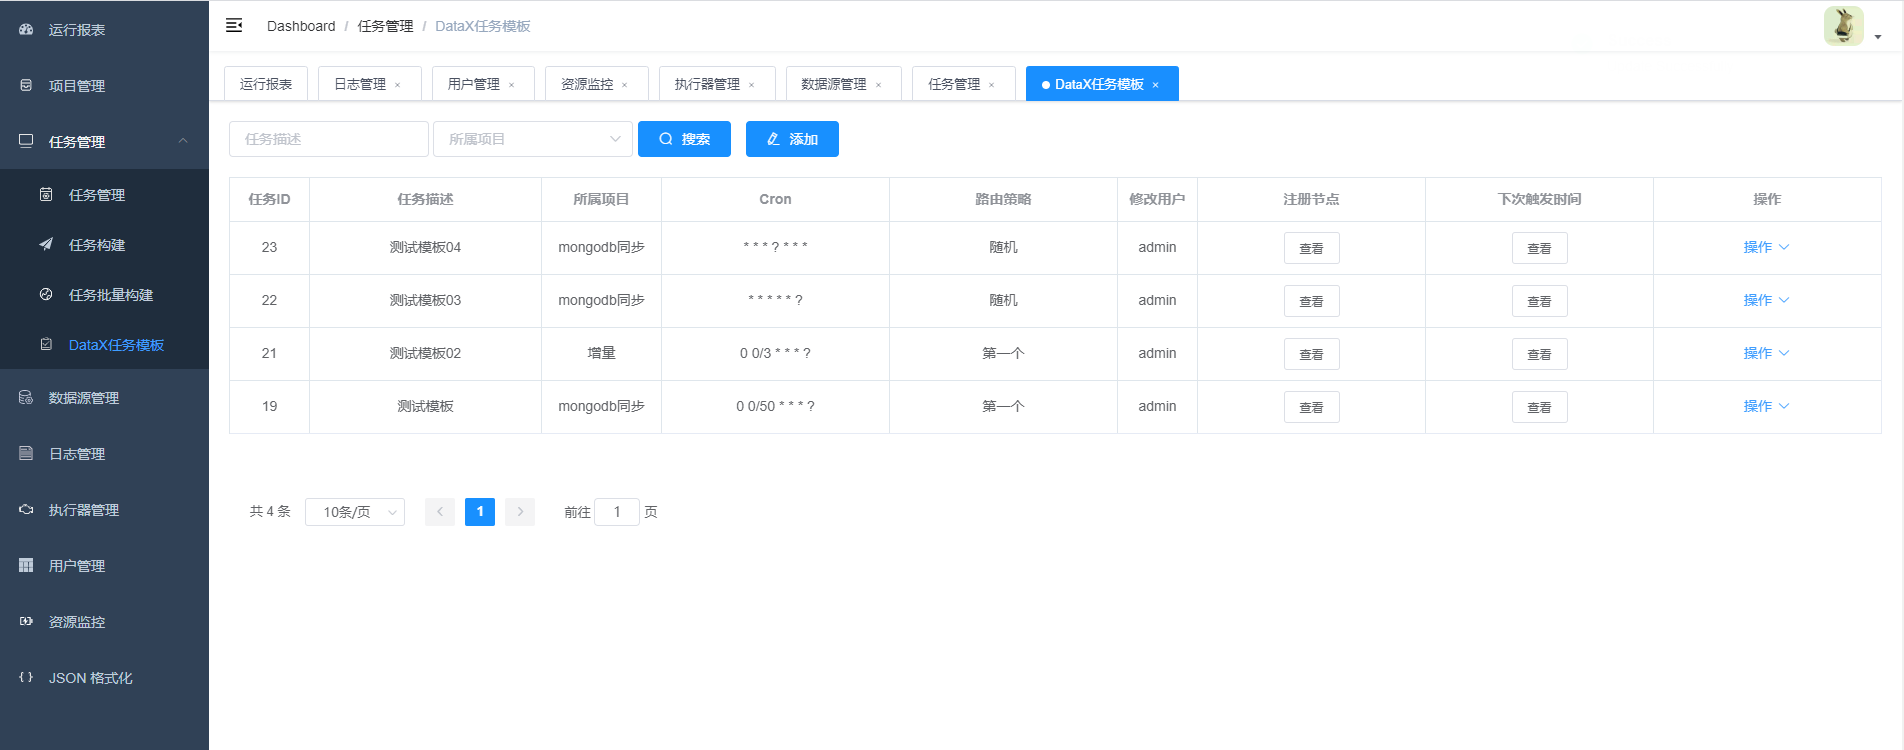 运行报表
项目管理
任务管理
任务管理
任务构建
任务批量构建
DataX任务模板
数据源管理
日志管理
执行器管理
用户管理
资源监控
JSON 格式化
Dashboard / 任务管理 / DataX任务模板
运行报表 日志管理 × 用户管理 × 资源监控 × 执行器管理 × 数据源管理 × 任务管理 × DataX任务模板 ×
任务描述 所属项目 搜索 添加
任务ID 任务描述 所属项目 Cron 路由策略 修改用户 注册节点 下次触发时间 操作
23 测试模板04 mongodb同步 * * * ? * * * 随机 admin 查看 查看 操作
22 测试模板03 mongodb同步 * * * * * ? 随机 admin 查看 查看 操作
21 测试模板02 增量 0 0/3 * * * ? 第一个 admin 查看 查看 操作
19 测试模板 mongodb同步 0 0/50 * * * ? 第一个 admin 查看 查看 操作
共 4 条 10条/页 1 前往 1 页